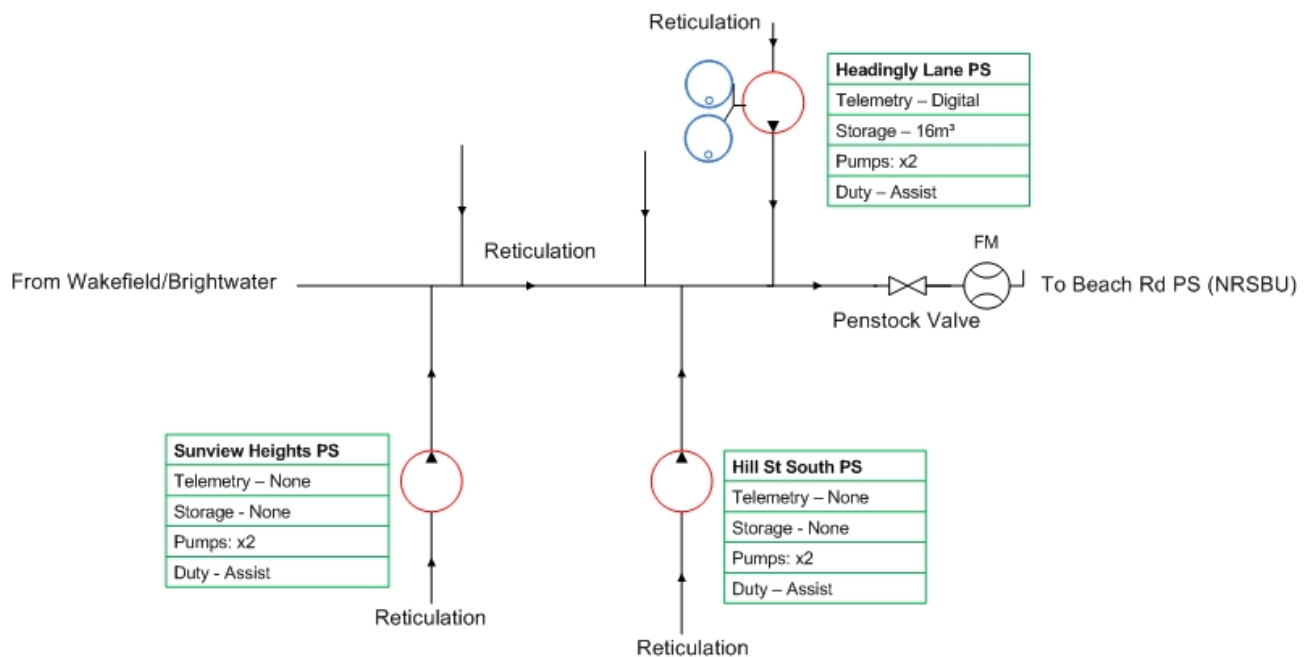 Reticulation
Headingly Lane PS
Telemetry – Digital
Storage – 16m³
Pumps: x2
Duty – Assist
Reticulation
FM
From Wakefield/Brightwater
To Beach Rd PS (NRSBU)
Penstock Valve
Sunview Heights PS
Telemetry – None
Storage - None
Pumps: x2
Duty - Assist
Hill St South PS
Telemetry – None
Storage - None
Pumps: x2
Duty – Assist
Reticulation
Reticulation